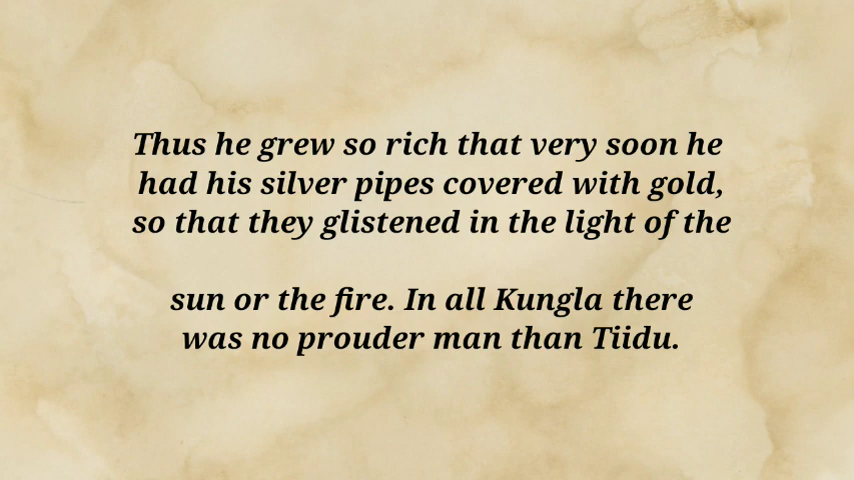 Thus he grew so rich that very soon he
had his silver pipes covered with gold,
so that they glistened in the light of the
sun or the fire. In all Kungla there
was no prouder man than Tiidu.